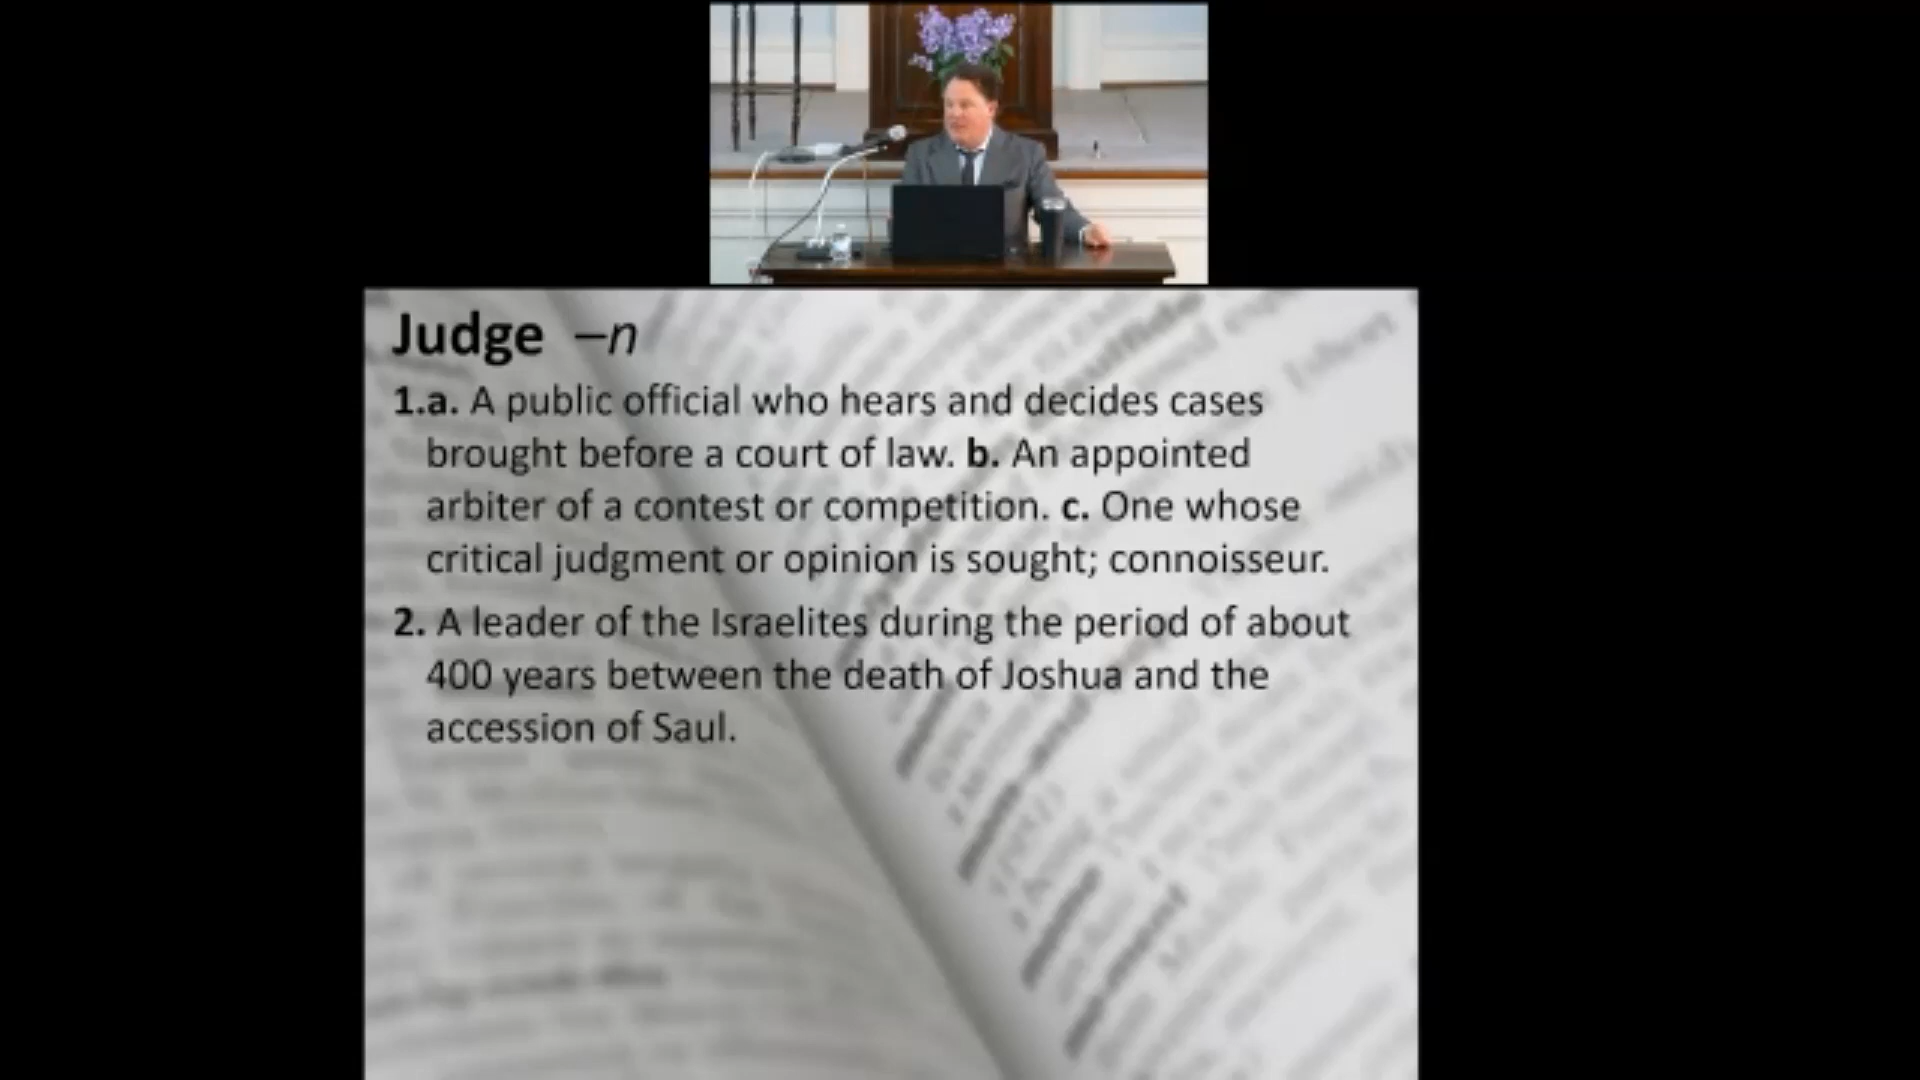 Judge –n
1.a. A public official who hears and decides cases
brought before a court of law. b. An appointed
arbiter of a contest or competition. c. One whose
critical judgment or opinion is sought; connoisseur.
2. A leader of the Israelites during the period of about
400 years between the death of Joshua and the
accession of Saul.